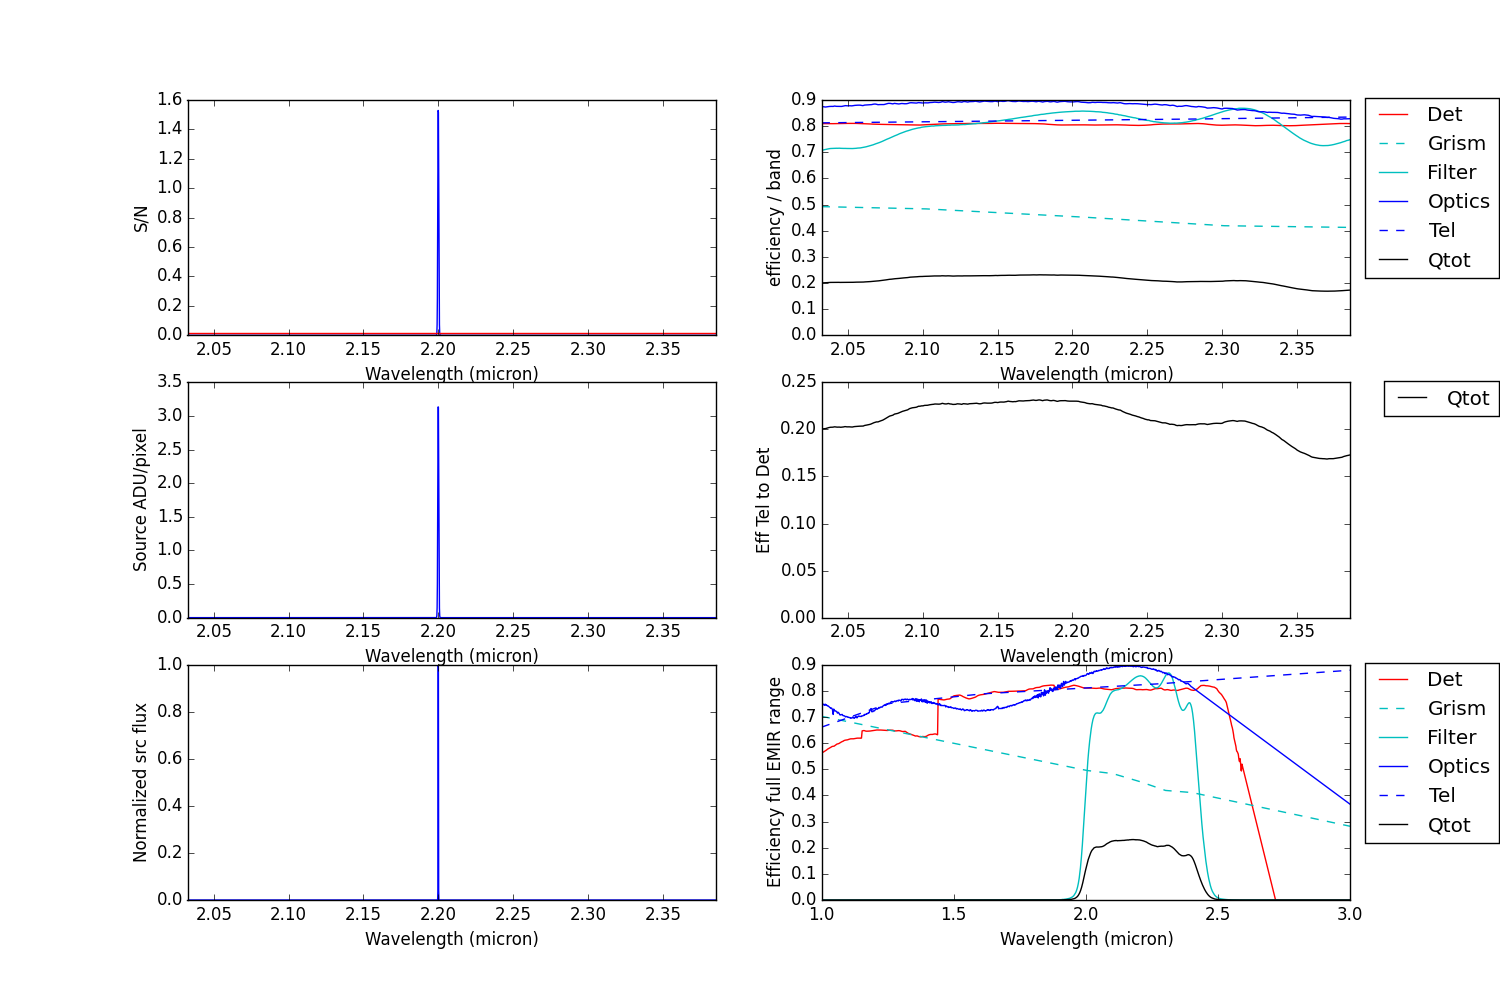 1.6
1.4
1.2
1.0
0.8
0.6
0.4
0.2
0.0
S/N
2.05 2.10 2.15 2.20 2.25 2.30 2.35
Wavelength (micron)
0.9
0.8
0.7
0.6
0.5
0.4
0.3
0.2
0.1
0.0
efficiency / band
2.05 2.10 2.15 2.20 2.25 2.30 2.35
Wavelength (micron)
Det
Grism
Filter
Optics
Tel
Qtot
3.5
3.0
2.5
2.0
1.5
1.0
0.5
0.0
Source ADU/pixel
2.05 2.10 2.15 2.20 2.25 2.30 2.35
Wavelength (micron)
0.25
0.20
0.15
0.10
0.05
0.00
Eff Tel to Det
2.05 2.10 2.15 2.20 2.25 2.30 2.35
Wavelength (micron)
Qtot
1.0
0.8
0.6
0.4
0.2
0.0
Normalized src flux
2.05 2.10 2.15 2.20 2.25 2.30 2.35
Wavelength (micron)
0.9
0.8
0.7
0.6
0.5
0.4
0.3
0.2
0.1
0.0
Efficiency full EMIR range
1.0 1.5 2.0 2.5 3.0
Wavelength (micron)
Det
Grism
Filter
Optics
Tel
Qtot